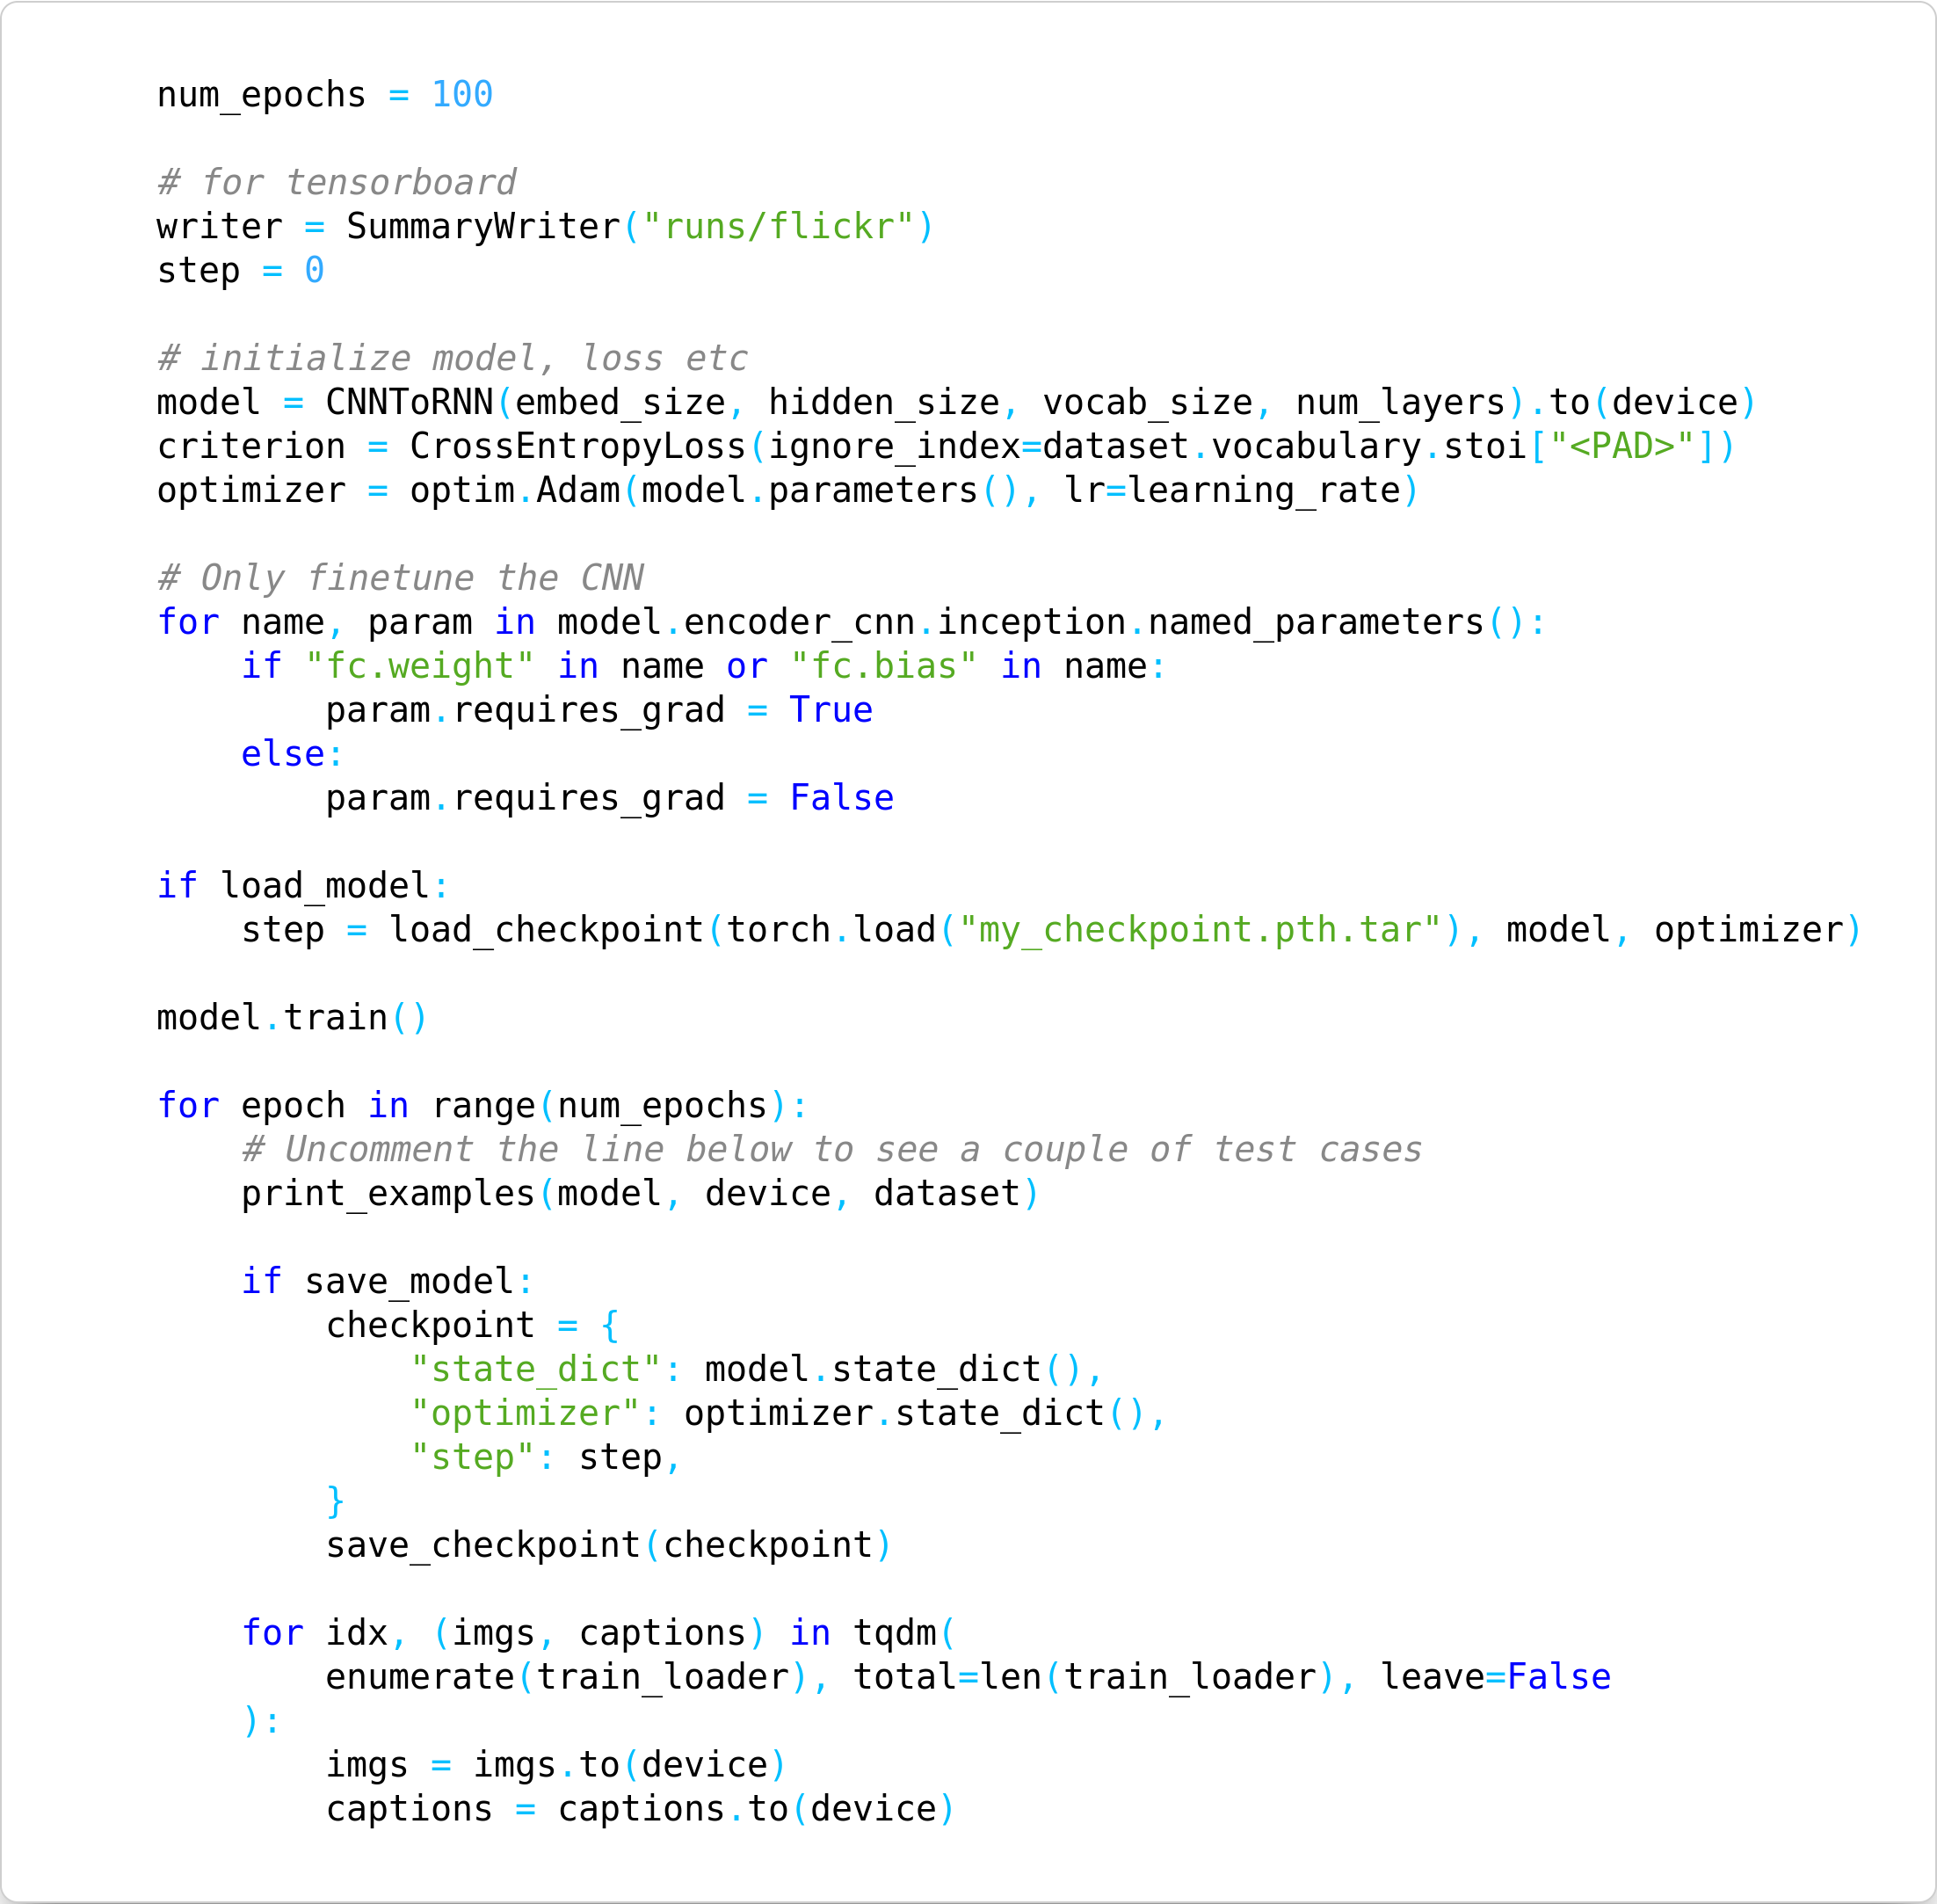 num_epochs = 100

# for tensorboard
writer = SummaryWriter("runs/flickr")
step = 0

# initialize model, loss etc
model = CNNToRNN(embed_size, hidden_size, vocab_size, num_layers).to(device)
criterion = CrossEntropyLoss(ignore_index=dataset.vocabulary.stoi["<PAD>"])
optimizer = optim.Adam(model.parameters(), lr=learning_rate)

# Only finetune the CNN
for name, param in model.encoder_cnn.inception.named_parameters():
    if "fc.weight" in name or "fc.bias" in name:
        param.requires_grad = True
    else:
        param.requires_grad = False

if load_model:
    step = load_checkpoint(torch.load("my_checkpoint.pth.tar"), model, optimizer)

model.train()

for epoch in range(num_epochs):
    # Uncomment the line below to see a couple of test cases
    print_examples(model, device, dataset)

    if save_model:
        checkpoint = {
            "state_dict": model.state_dict(),
            "optimizer": optimizer.state_dict(),
            "step": step,
        }
        save_checkpoint(checkpoint)

    for idx, (imgs, captions) in tqdm(
        enumerate(train_loader), total=len(train_loader), leave=False
    ):
        imgs = imgs.to(device)
        captions = captions.to(device)